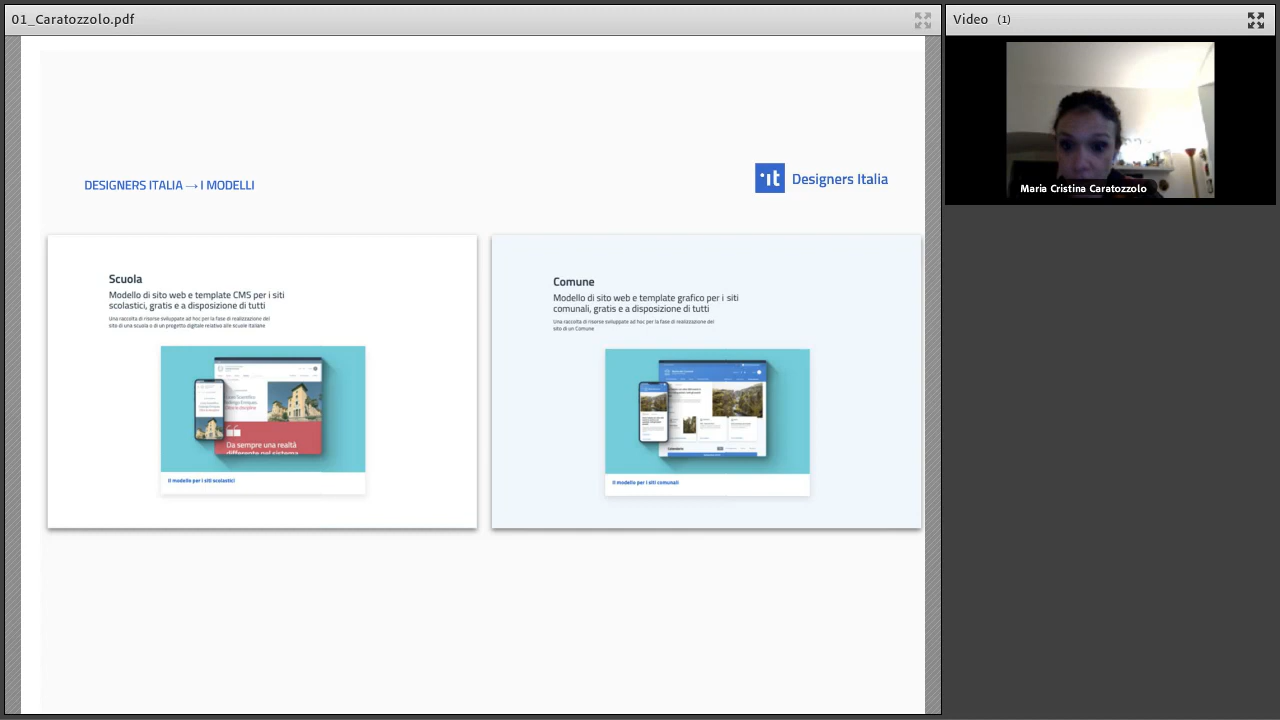 01_Caratozzolo.pdf
Video (1)
Maria Cristina Caratozzolo
DESIGNERS ITALIA → I MODELLI
.it Designers Italia
Scuola
Modello di sito web e template CMS per i siti
scolastici, gratis e a disposizione di tutti
Una raccolta di risorse sviluppate ad hoc per la fase di realizzazione del
sito di una scuola o di un progetto digitale relativo alle scuole italiane
Da sempre una realtà
differente nel sistema
Il modello per i siti scolastici
Comune
Modello di sito web e template grafico per i siti
comunali, gratis e a disposizione di tutti
Una raccolta di risorse sviluppate ad hoc per la fase di realizzazione del
sito di un Comune
Calendario
Il modello per i siti comunali